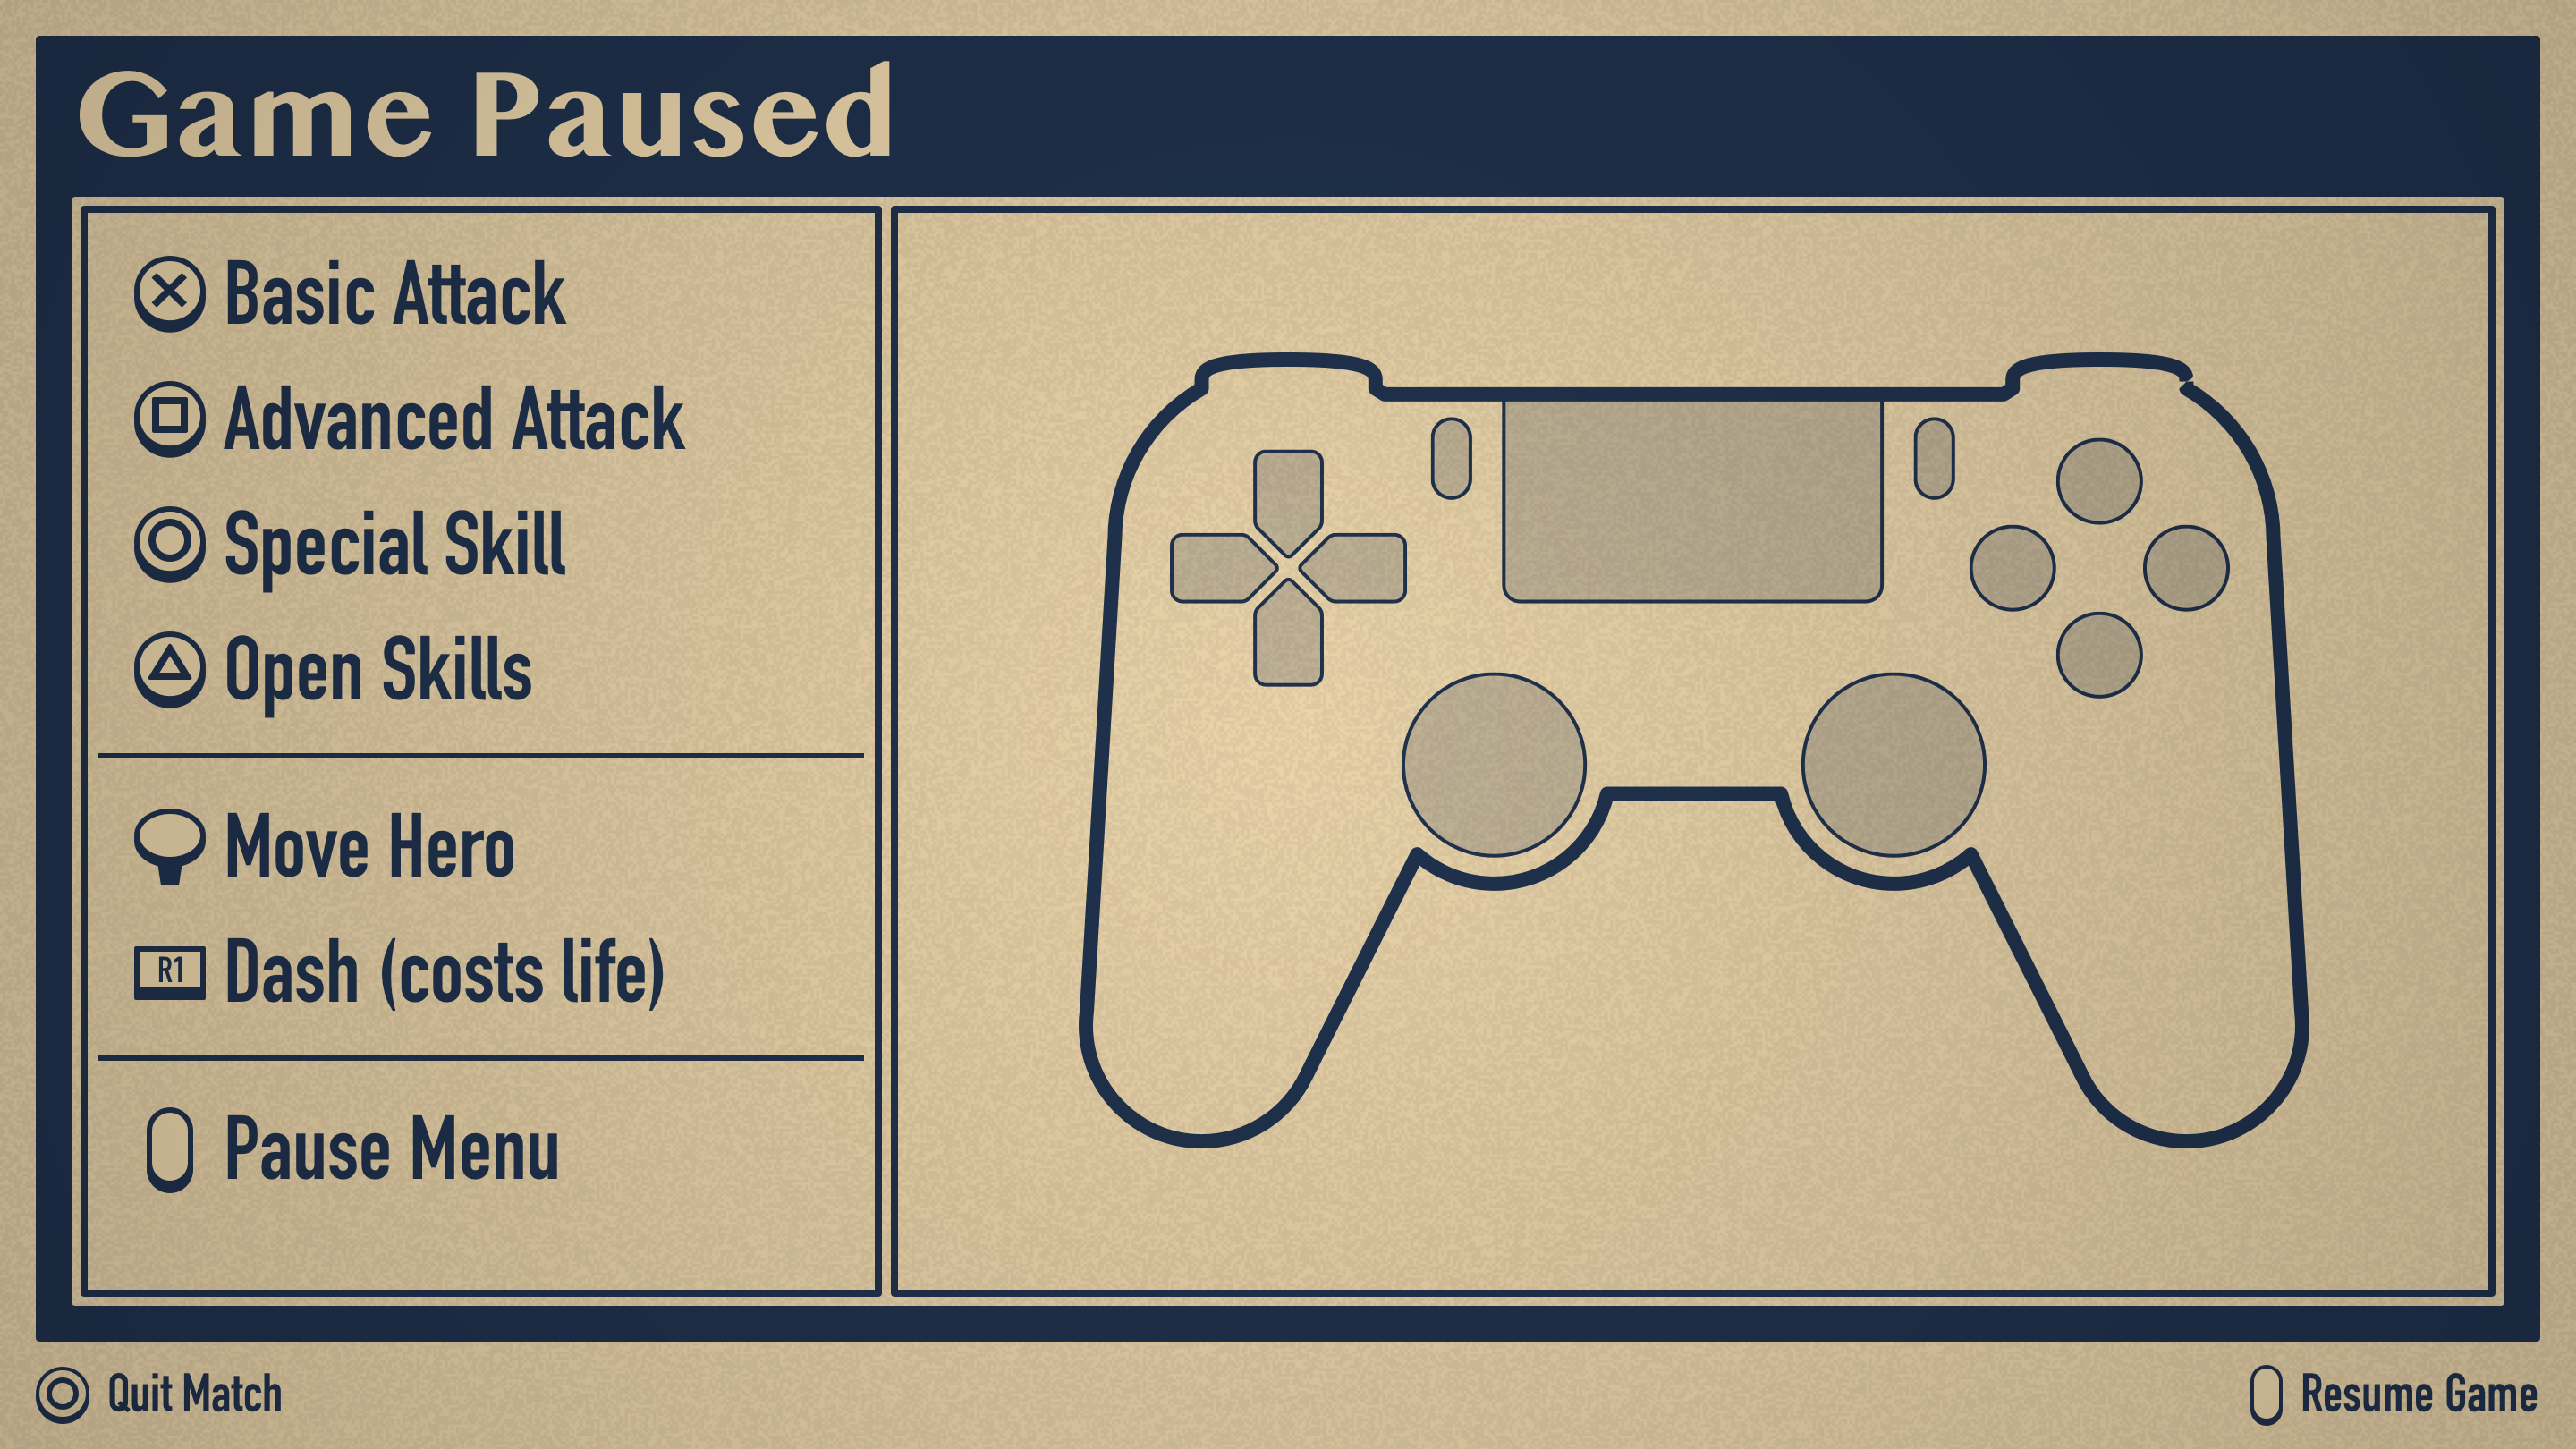 Game Paused
Basic Attack
Advanced Attack
Special Skill
Open Skills
Move Hero
R1 Dash (costs life)
Pause Menu
Quit Match
Resume Game